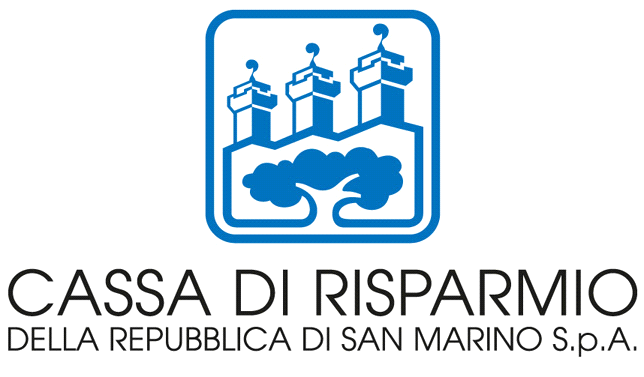 CASSA DI RISPARMIO
DELLA REPUBBLICA DI SAN MARINO S.p.A.